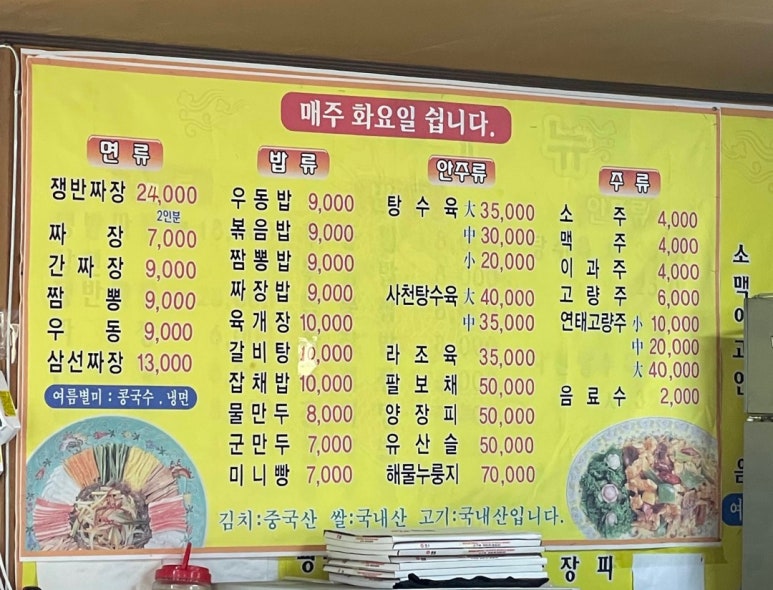 매주 화요일 쉽니다.
면 류
쟁반짜장 24,000
2인분
짜 장 7,000
간짜장 9,000
짬 뽕 9,000
우 동 9,000
삼선짜장 13,000
여름별미 : 콩국수 . 냉면
밥 류
우동밥 9,000
볶음밥 9,000
짬뽕밥 9,000
짜장밥 9,000
육개장 10,000
갈비탕 10,000
잡채밥 10,000
물만두 8,000
군만두 7,000
미니빵 7,000
안주류
탕수육 大 35,000
中 30,000
小 20,000
사천탕수육 大 40,000
中 35,000
라조육 35,000
팔보채 50,000
양장피 50,000
유산슬 50,000
해물누룽지 70,000
주 류
소 주 4,000
맥 주 4,000
이과주 4,000
고량주 6,000
연태고량주 小 10,000
中 20,000
大 40,000
음료수 2,000
김치:중국산 쌀:국내산 고기:국내산입니다.
소
맥
이
고
연
음
여
장 피